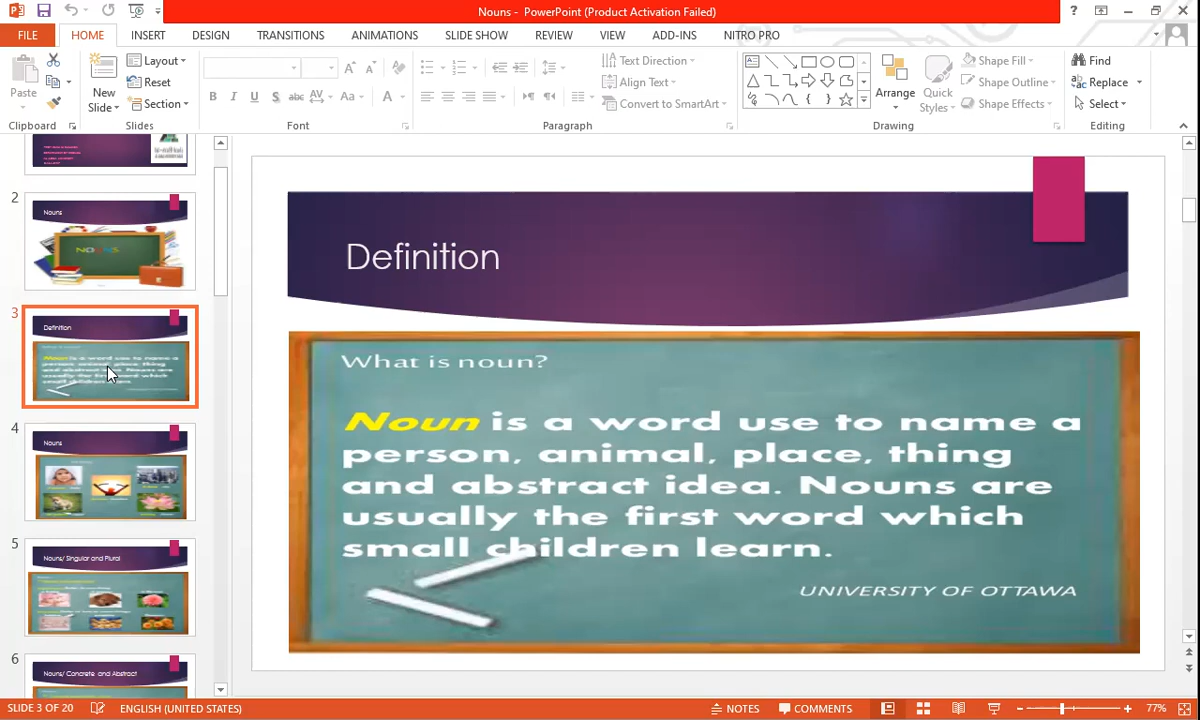 Nouns - PowerPoint (Product Activation Failed)
FILE HOME INSERT DESIGN TRANSITIONS ANIMATIONS SLIDE SHOW REVIEW VIEW ADD-INS NITRO PRO
Paste
New Slide
Layout
Reset
Section
B I U S abc AV Aa A
Text Direction
Align Text
Convert to SmartArt
Arrange
Quick Styles
Shape Fill
Shape Outline
Shape Effects
Find
Replace
Select
Clipboard Slides Font Paragraph Drawing Editing
2
Nouns
NOUNS
3
Definition
4
Nouns
5
Nouns/ Singular and Plural
6
Nouns/ Concrete and Abstract
Definition
What is noun?
Noun is a word use to name a
person, animal, place, thing
and abstract idea. Nouns are
usually the first word which
small children learn.
UNIVERSITY OF OTTAWA
SLIDE 3 OF 20 ENGLISH (UNITED STATES) NOTES COMMENTS 77%